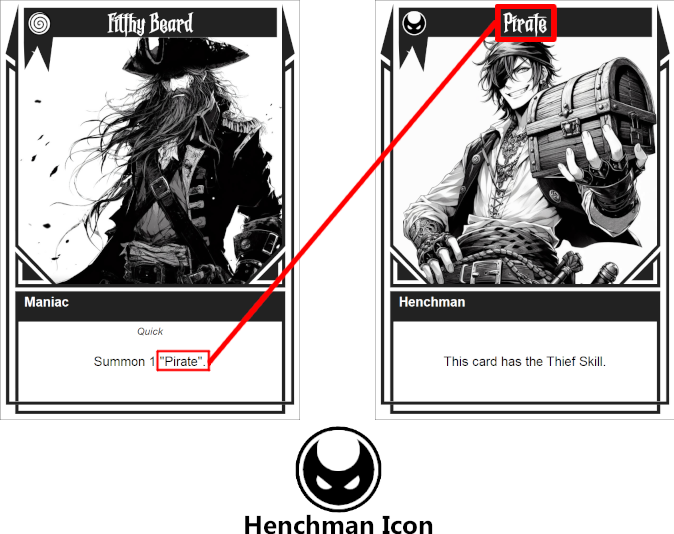 Filthy Beard
Pirate
Maniac
Henchman
Quick
Summon 1 "Pirate".
This card has the Thief Skill.
Henchman Icon